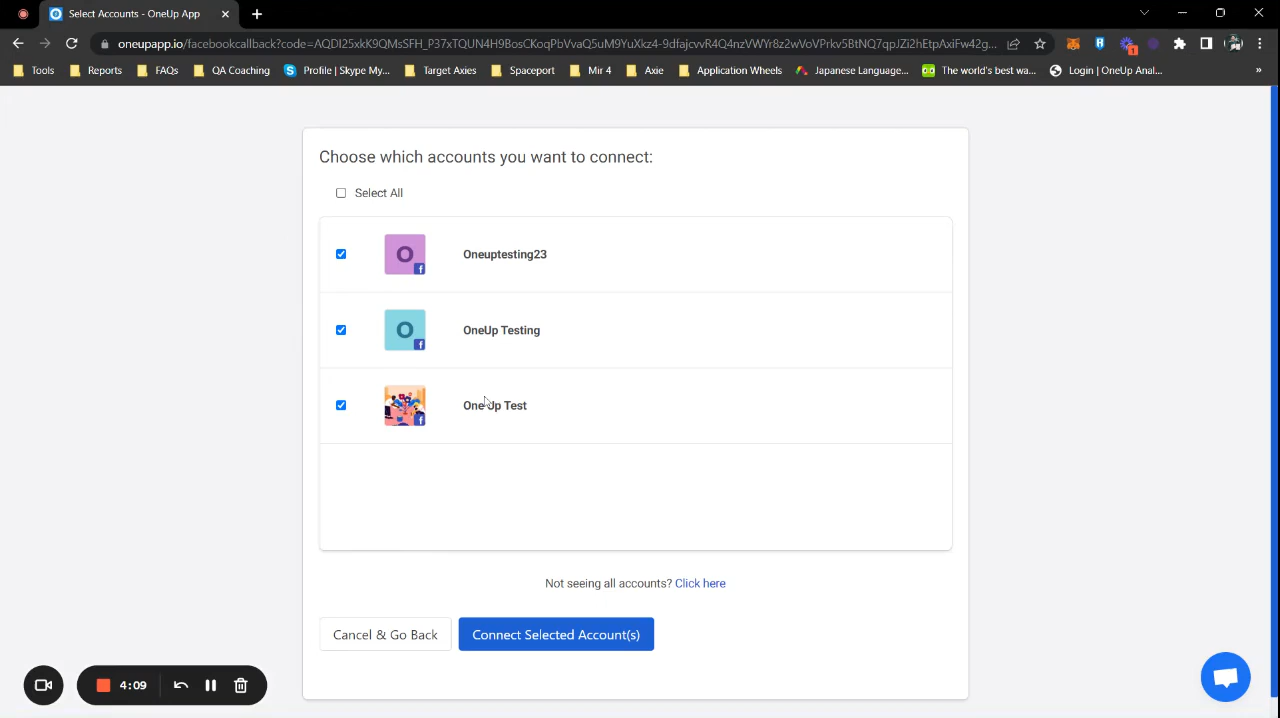 Select Accounts - OneUp App
oneupapp.io/facebookcallback?code=AQDI25xkK9QMsSFH_P37xTQUN4H9BosCKoqPbVvaQ5uM9YuXkz4-9dfajcvvR4Q4nzVWYr8z2wVoVPrkv5BtNQ7qpJZi2hEtpAxiFw42g...
1
Tools
Reports
FAQs
QA Coaching
Profile | Skype My...
Target Axies
Spaceport
Mir 4
Axie
Application Wheels
Japanese Language...
The world's best wa...
Login | OneUp Anal...
»
Choose which accounts you want to connect:
Select All
O
Oneuptesting23
O
OneUp Testing
OneUp Test
Not seeing all accounts? Click here
Cancel & Go Back
Connect Selected Account(s)
4:09